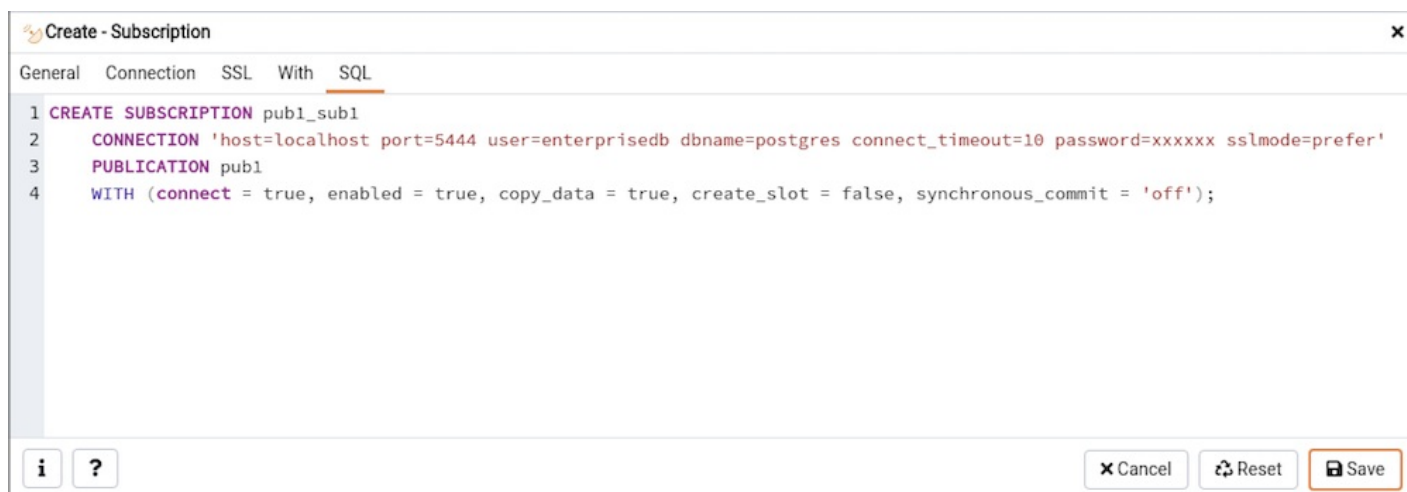 Create - Subscription
General Connection SSL With SQL
1 CREATE SUBSCRIPTION pub1_sub1
2 CONNECTION 'host=localhost port=5444 user=enterprisedb dbname=postgres connect_timeout=10 password=xxxxxx sslmode=prefer'
3 PUBLICATION pub1
4 WITH (connect = true, enabled = true, copy_data = true, create_slot = false, synchronous_commit = 'off');
i ? Cancel Reset Save